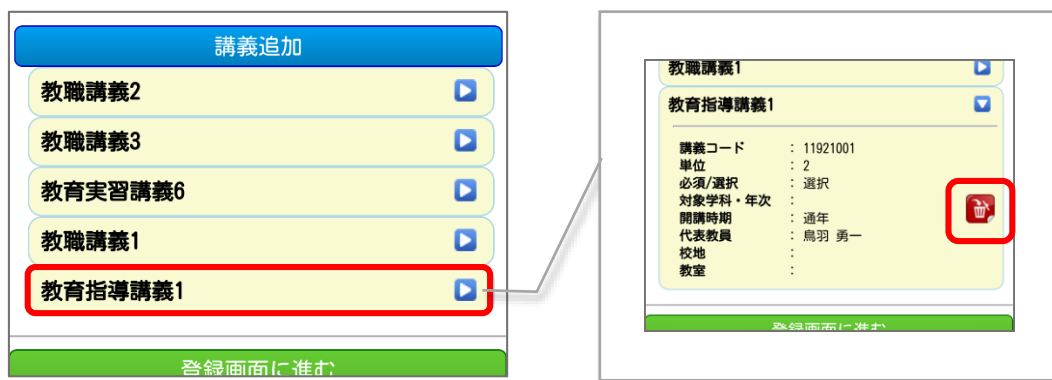 講義追加
教職講義2
教職講義3
教育実習講義6
教職講義1
教育指導講義1
登録画面に進む
教職講義1
教育指導講義1
講義コード : 11921001
単位 : 2
必須/選択 : 選択
対象学科・年次 :
開講時期 : 通年
代表教員 : 鳥羽 勇一
校地 :
教室 :
登録画面に進む